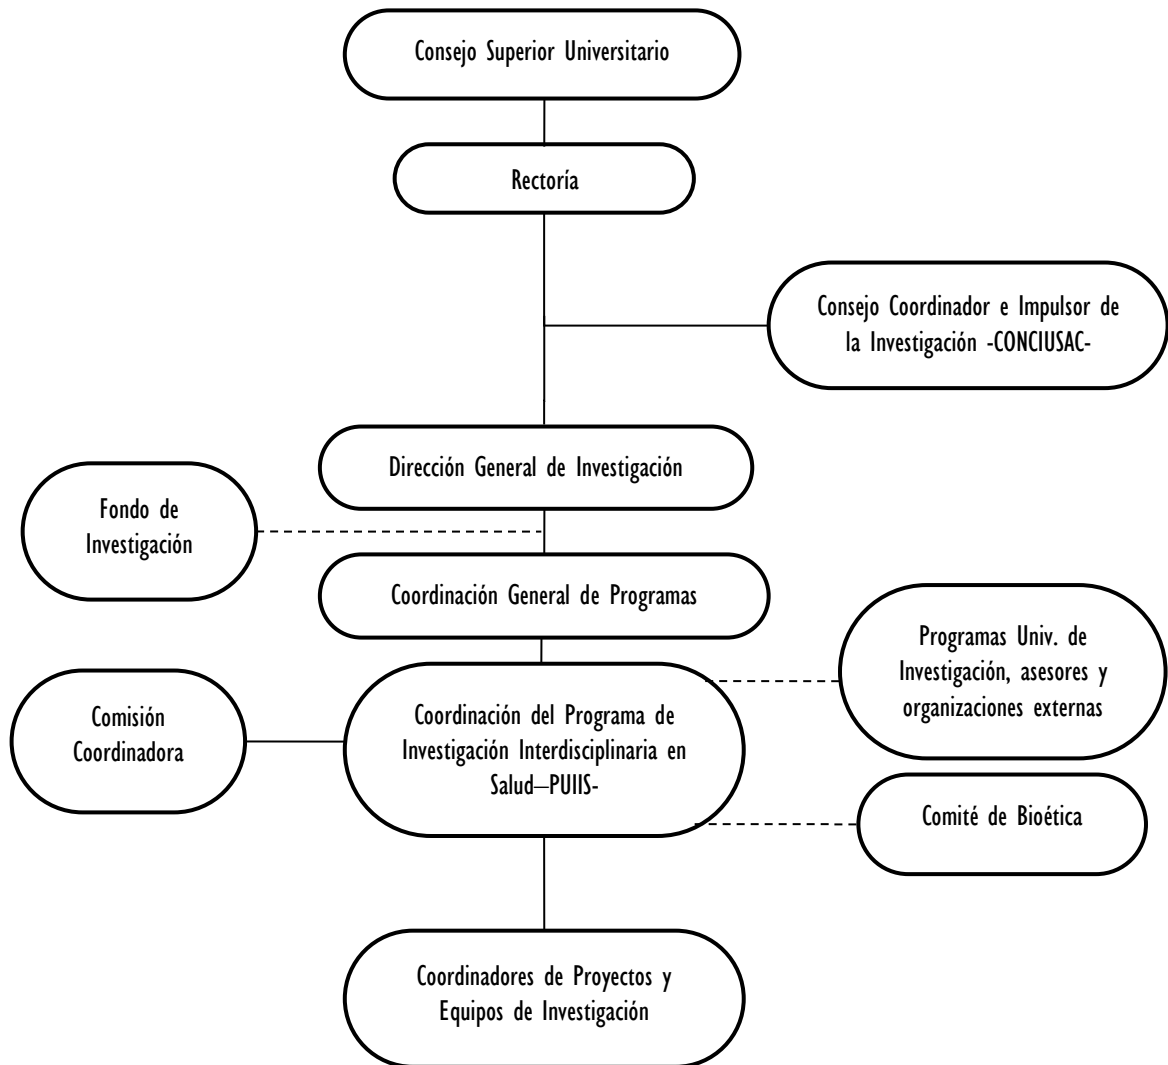 Consejo Superior Universitario
Rectoría
Consejo Coordinador e Impulsor de
la Investigación -CONCIUSAC-
Dirección General de Investigación
Fondo de
Investigación
Coordinación General de Programas
Programas Univ. de
Investigación, asesores y
organizaciones externas
Comisión
Coordinadora
Coordinación del Programa de
Investigación Interdisciplinaria en
Salud–PUIIS-
Comité de Bioética
Coordinadores de Proyectos y
Equipos de Investigación